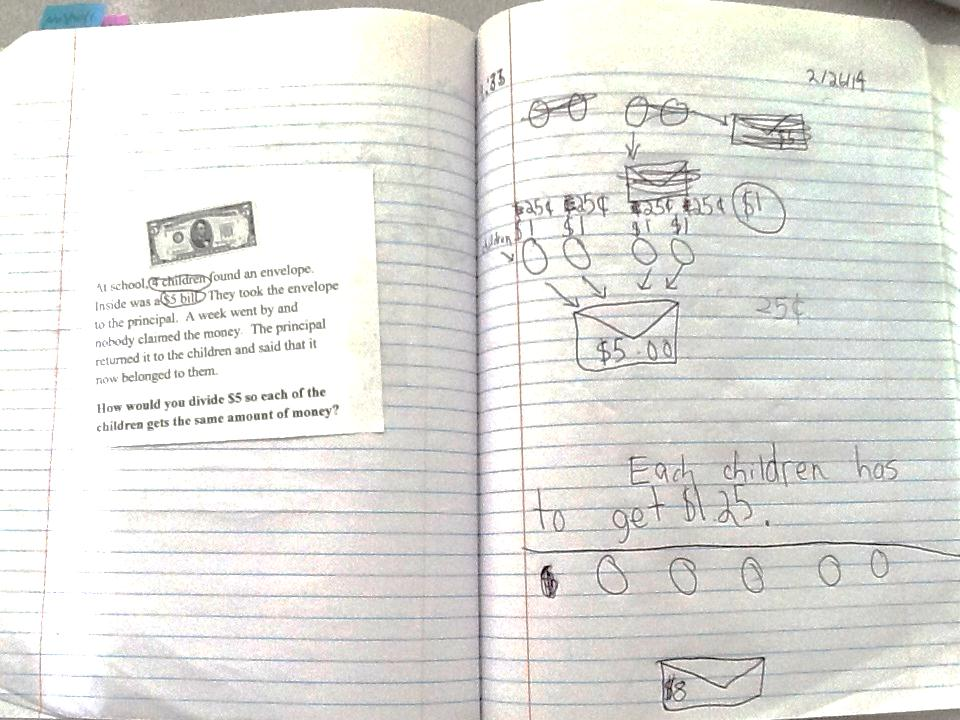 At school, 4 children found an envelope.
Inside was a $5 bill. They took the envelope
to the principal. A week went by and
nobody claimed the money. The principal
returned it to the children and said that it
now belonged to them.
How would you divide $5 so each of the
children gets the same amount of money?
2/26/14
$5
25¢ 25¢ 25¢ 25¢ $1
$1 $1 $1 $1
25¢
$5.00
Each children has
to get $1.25.
$8